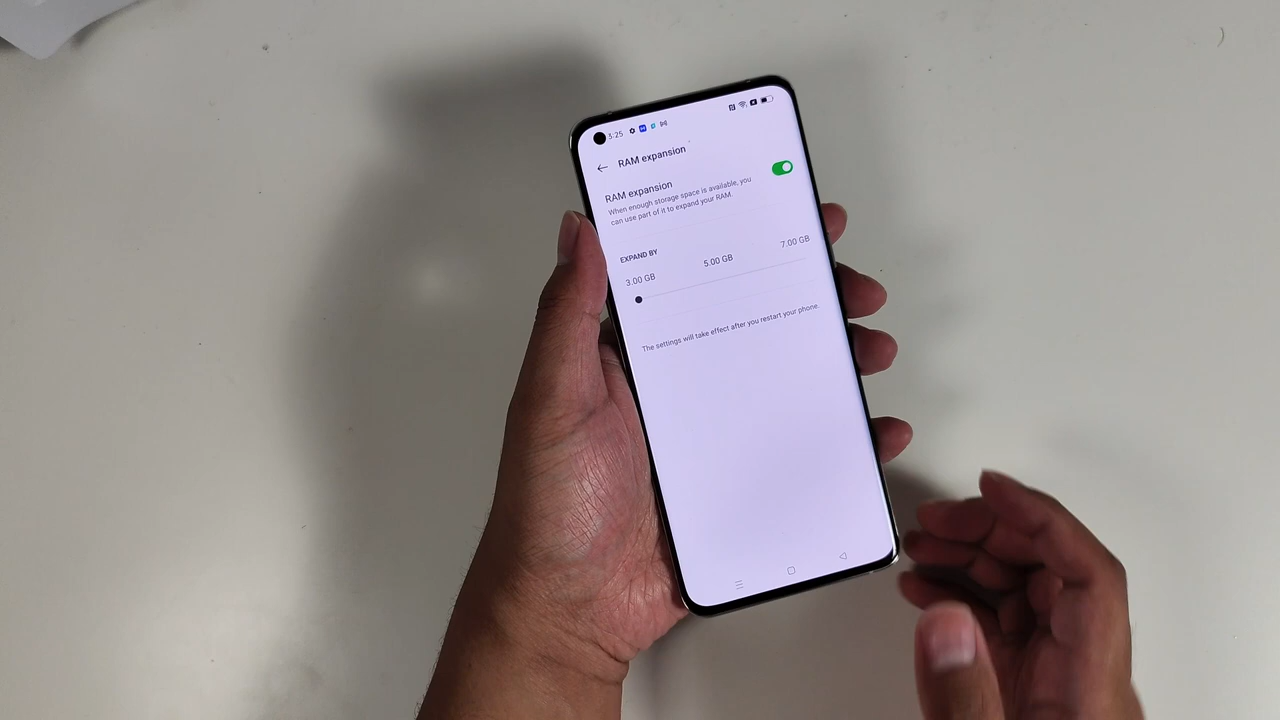 3:25
RAM expansion
RAM expansion
When enough storage space is available, you
can use part of it to expand your RAM.
EXPAND BY
3.00 GB 5.00 GB 7.00 GB
The settings will take effect after you restart your phone.